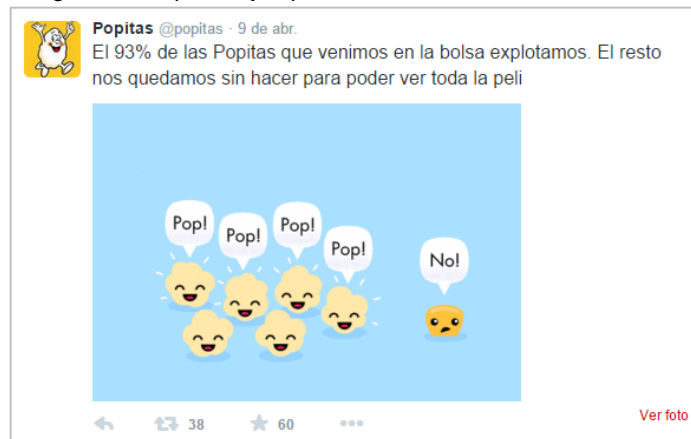 Popitas @popitas · 9 de abr.
El 93% de las Popitas que venimos en la bolsa explotamos. El resto
nos quedamos sin hacer para poder ver toda la peli
Pop!
Pop!
Pop!
Pop!
No!
38
60
Ver foto